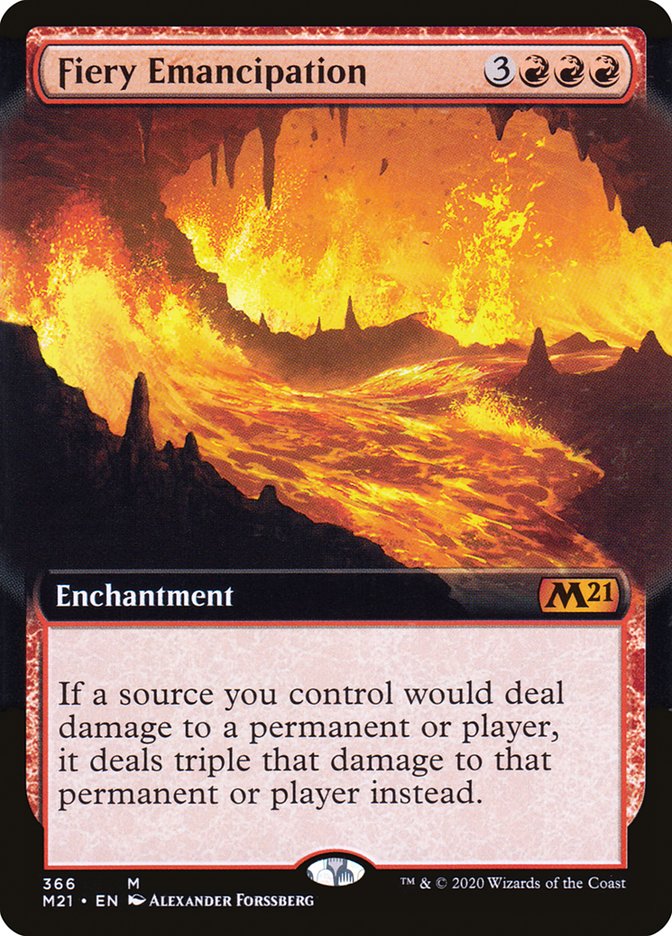 Fiery Emancipation 3
Enchantment M21
If a source you control would deal
damage to a permanent or player,
it deals triple that damage to that
permanent or player instead.
366 M ™ & © 2020 Wizards of the Coast
M21 • EN Alexander Forssberg